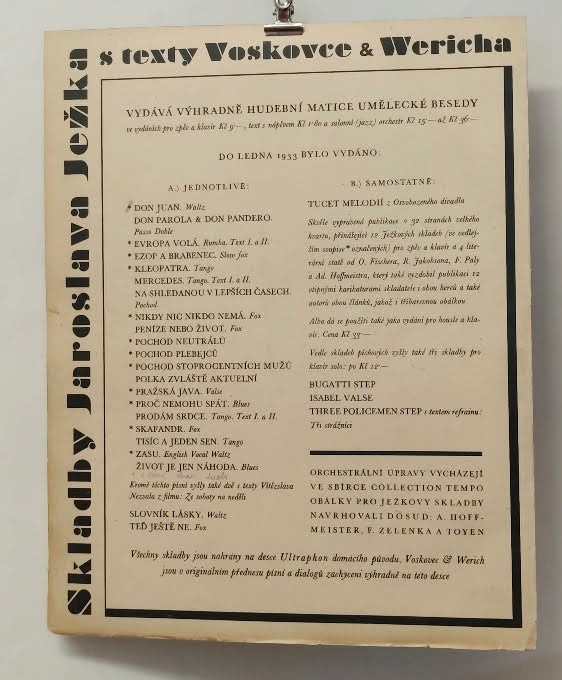 Skladby Jaroslava Ježka
s texty Voskovce & Wericha
VYDÁVÁ VÝHRADNĚ HUDEBNÍ MATICE UMĚLECKÉ BESEDY
ve vydáních pro zpěv a klavír Kč 9·—, text s nápěvem Kč 1·80 a salonní (jazz) orchestr Kč 15·— až Kč 36·—
DO LEDNA 1933 BYLO VYDÁNO:
A.) JEDNOTLIVĚ:
* DON JUAN. Waltz
DON PAROLA & DON PANDERO.
Passo Doble
* EVROPA VOLÁ. Rumba. Text I. a II.
* EZOP A BRABENEC. Slow fox
* KLEOPATRA. Tango
MERCEDES. Tango. Text I. a II.
NA SHLEDANOU V LEPŠÍCH ČASECH.
Pochod
* NIKDY NIC NIKDO NEMÁ. Fox
PENÍZE NEBO ŽIVOT. Fox
* POCHOD NEUTRÁLŮ
* POCHOD PLEBEJCŮ
* POCHOD STOPROCENTNÍCH MUŽŮ
POLKA ZVLÁŠTĚ AKTUELNÍ
* PRAŽSKÁ JAVA. Valse
* PROČ NEMOHU SPÁT. Blues
PRODÁM SRDCE. Tango. Text I. a II.
* SKAFANDR. Fox
TISÍC A JEDEN SEN. Tango
* ZASU. English Vocal Waltz
ŽIVOT JE JEN NÁHODA. Blues
Kromě těchto písní vyšly také dvě s texty Vítězslava
Nezvala z filmu: Ze soboty na neděli
SLOVNÍK LÁSKY. Waltz
TEĎ JEŠTĚ NE. Fox
B.) SAMOSTATNĚ:
TUCET MELODIÍ z Osvobozeného divadla
Skvěle vypravená publikace o 32 stranách velkého
kvartu, přinášející 12 Ježkových skladeb (ve vedlej-
ším soupise * označených) pro zpěv a klavír a 4 lite-
rární statě od O. Fischera, R. Jakobsona, F. Pály
a Ad. Hoffmeistra, který také vyzdobil publikaci 12
vtipnými karikaturami skladatele i obou herců a také
autorů obou článků, jakož i tříbarevnou obálkou
Alba dá se použíti také jako vydání pro housle a kla-
vír. Cena Kč 33·—
Vedle skladeb písňových vyšly také tři skladby pro
klavír sólo: po Kč 12·—
BUGATTI STEP
ISABEL VALSE
THREE POLICEMEN STEP s textem refrainu:
Tři strážníci
ORCHESTRÁLNÍ ÚPRAVY VYCHÁZEJÍ
VE SBÍRCE COLLECTION TEMPO
OBÁLKY PRO JEŽKOVY SKLADBY
NAVRHOVALI DOSUD: A. HOFF-
MEISTER, F. ZELENKA A TOYEN
Všechny skladby jsou nahrány na desce Ultraphon domácího původu. Voskovec & Werich
jsou v originálním přednesu písní a dialogů zachyceni výhradně na této desce